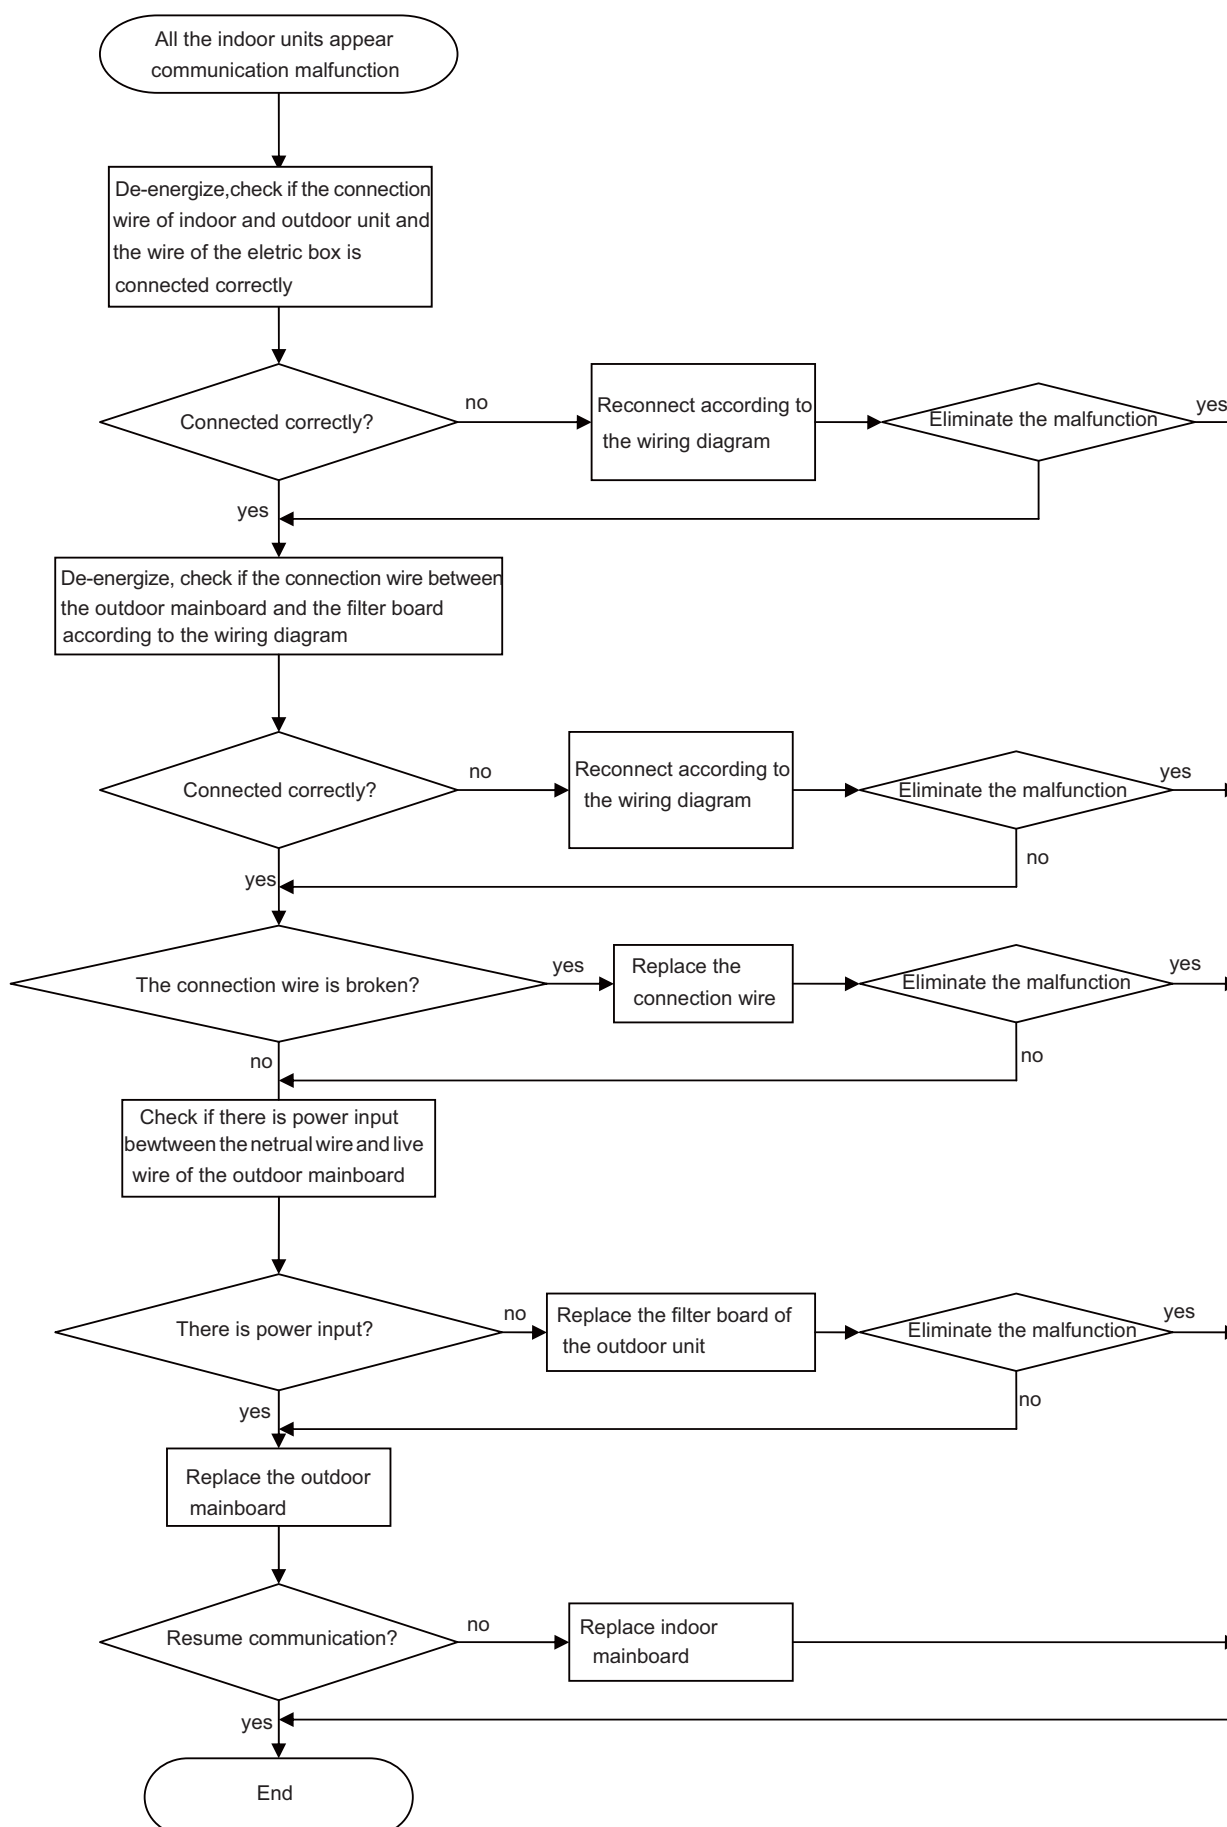 All the indoor units appear
communication malfunction
De-energize,check if the connection
wire of indoor and outdoor unit and
the wire of the eletric box is
connected correctly
Connected correctly?
no
Reconnect according to
the wiring diagram
Eliminate the malfunction
yes
yes
De-energize, check if the connection wire between
the outdoor mainboard and the filter board
according to the wiring diagram
Connected correctly?
no
Reconnect according to
the wiring diagram
Eliminate the malfunction
yes
no
yes
The connection wire is broken?
yes
Replace the
connection wire
Eliminate the malfunction
yes
no
no
Check if there is power input
bewtween the netrual wire and live
wire of the outdoor mainboard
There is power input?
no
Replace the filter board of
the outdoor unit
Eliminate the malfunction
yes
no
yes
Replace the outdoor
mainboard
Resume communication?
no
Replace indoor
mainboard
yes
End